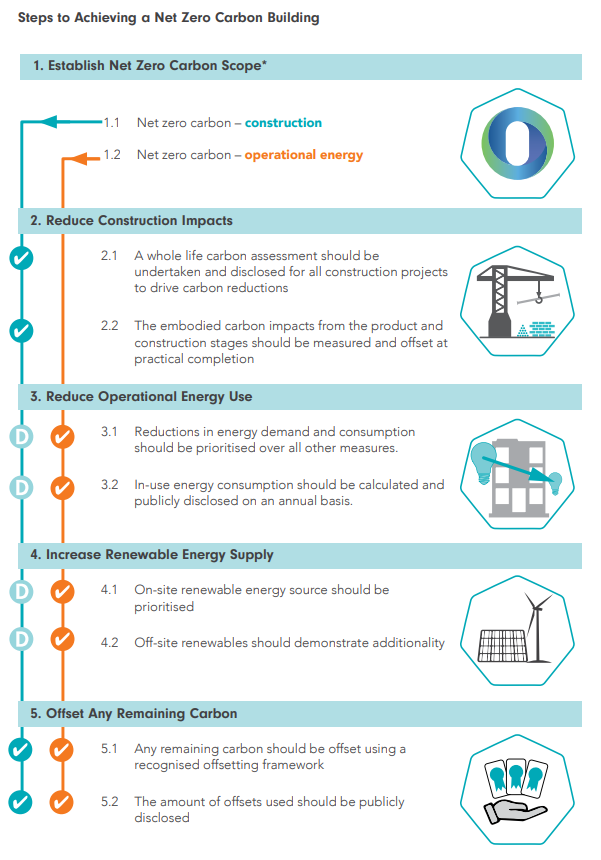 Steps to Achieving a Net Zero Carbon Building
1. Establish Net Zero Carbon Scope*
1.1 Net zero carbon – construction
1.2 Net zero carbon – operational energy
2. Reduce Construction Impacts
2.1 A whole life carbon assessment should be
undertaken and disclosed for all construction projects
to drive carbon reductions
2.2 The embodied carbon impacts from the product and
construction stages should be measured and offset at
practical completion
3. Reduce Operational Energy Use
D 3.1 Reductions in energy demand and consumption
should be prioritised over all other measures.
D 3.2 In-use energy consumption should be calculated and
publicly disclosed on an annual basis.
4. Increase Renewable Energy Supply
D 4.1 On-site renewable energy source should be
prioritised
D 4.2 Off-site renewables should demonstrate additionality
5. Offset Any Remaining Carbon
5.1 Any remaining carbon should be offset using a
recognised offsetting framework
5.2 The amount of offsets used should be publicly
disclosed